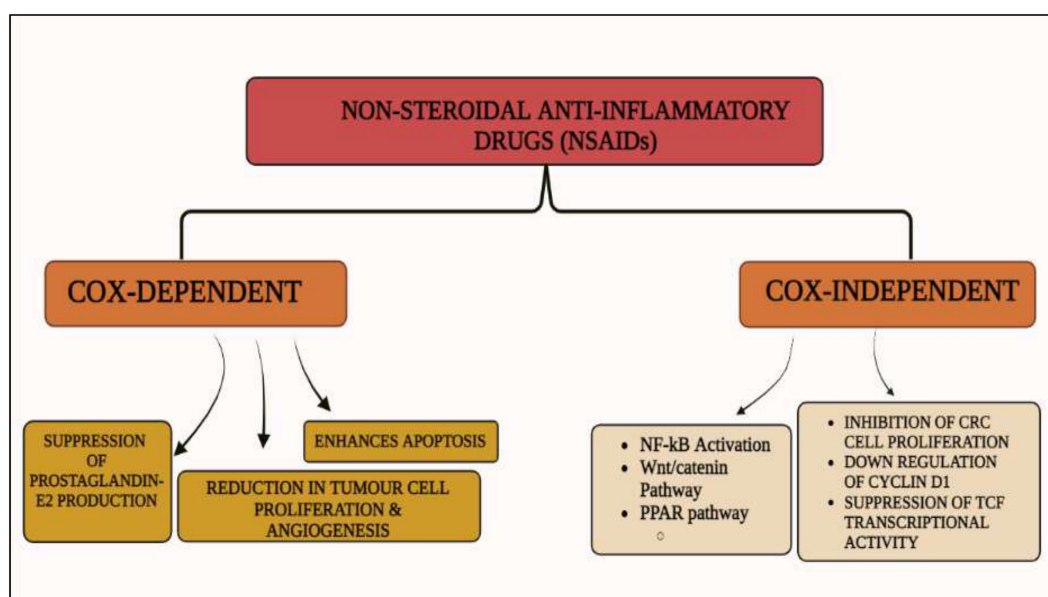 NON-STEROIDAL ANTI-INFLAMMATORY
DRUGS (NSAIDs)
COX-DEPENDENT
COX-INDEPENDENT
SUPPRESSION
OF
PROSTAGLANDIN-
E2 PRODUCTION
REDUCTION IN TUMOUR CELL
PROLIFERATION &
ANGIOGENESIS
ENHANCES APOPTOSIS
• NF-kB Activation
• Wnt/catenin
Pathway
• PPAR pathway
• INHIBITION OF CRC
CELL PROLIFERATION
• DOWN REGULATION
OF CYCLIN D1
• SUPPRESSION OF TCF
TRANSCRIPTIONAL
ACTIVITY